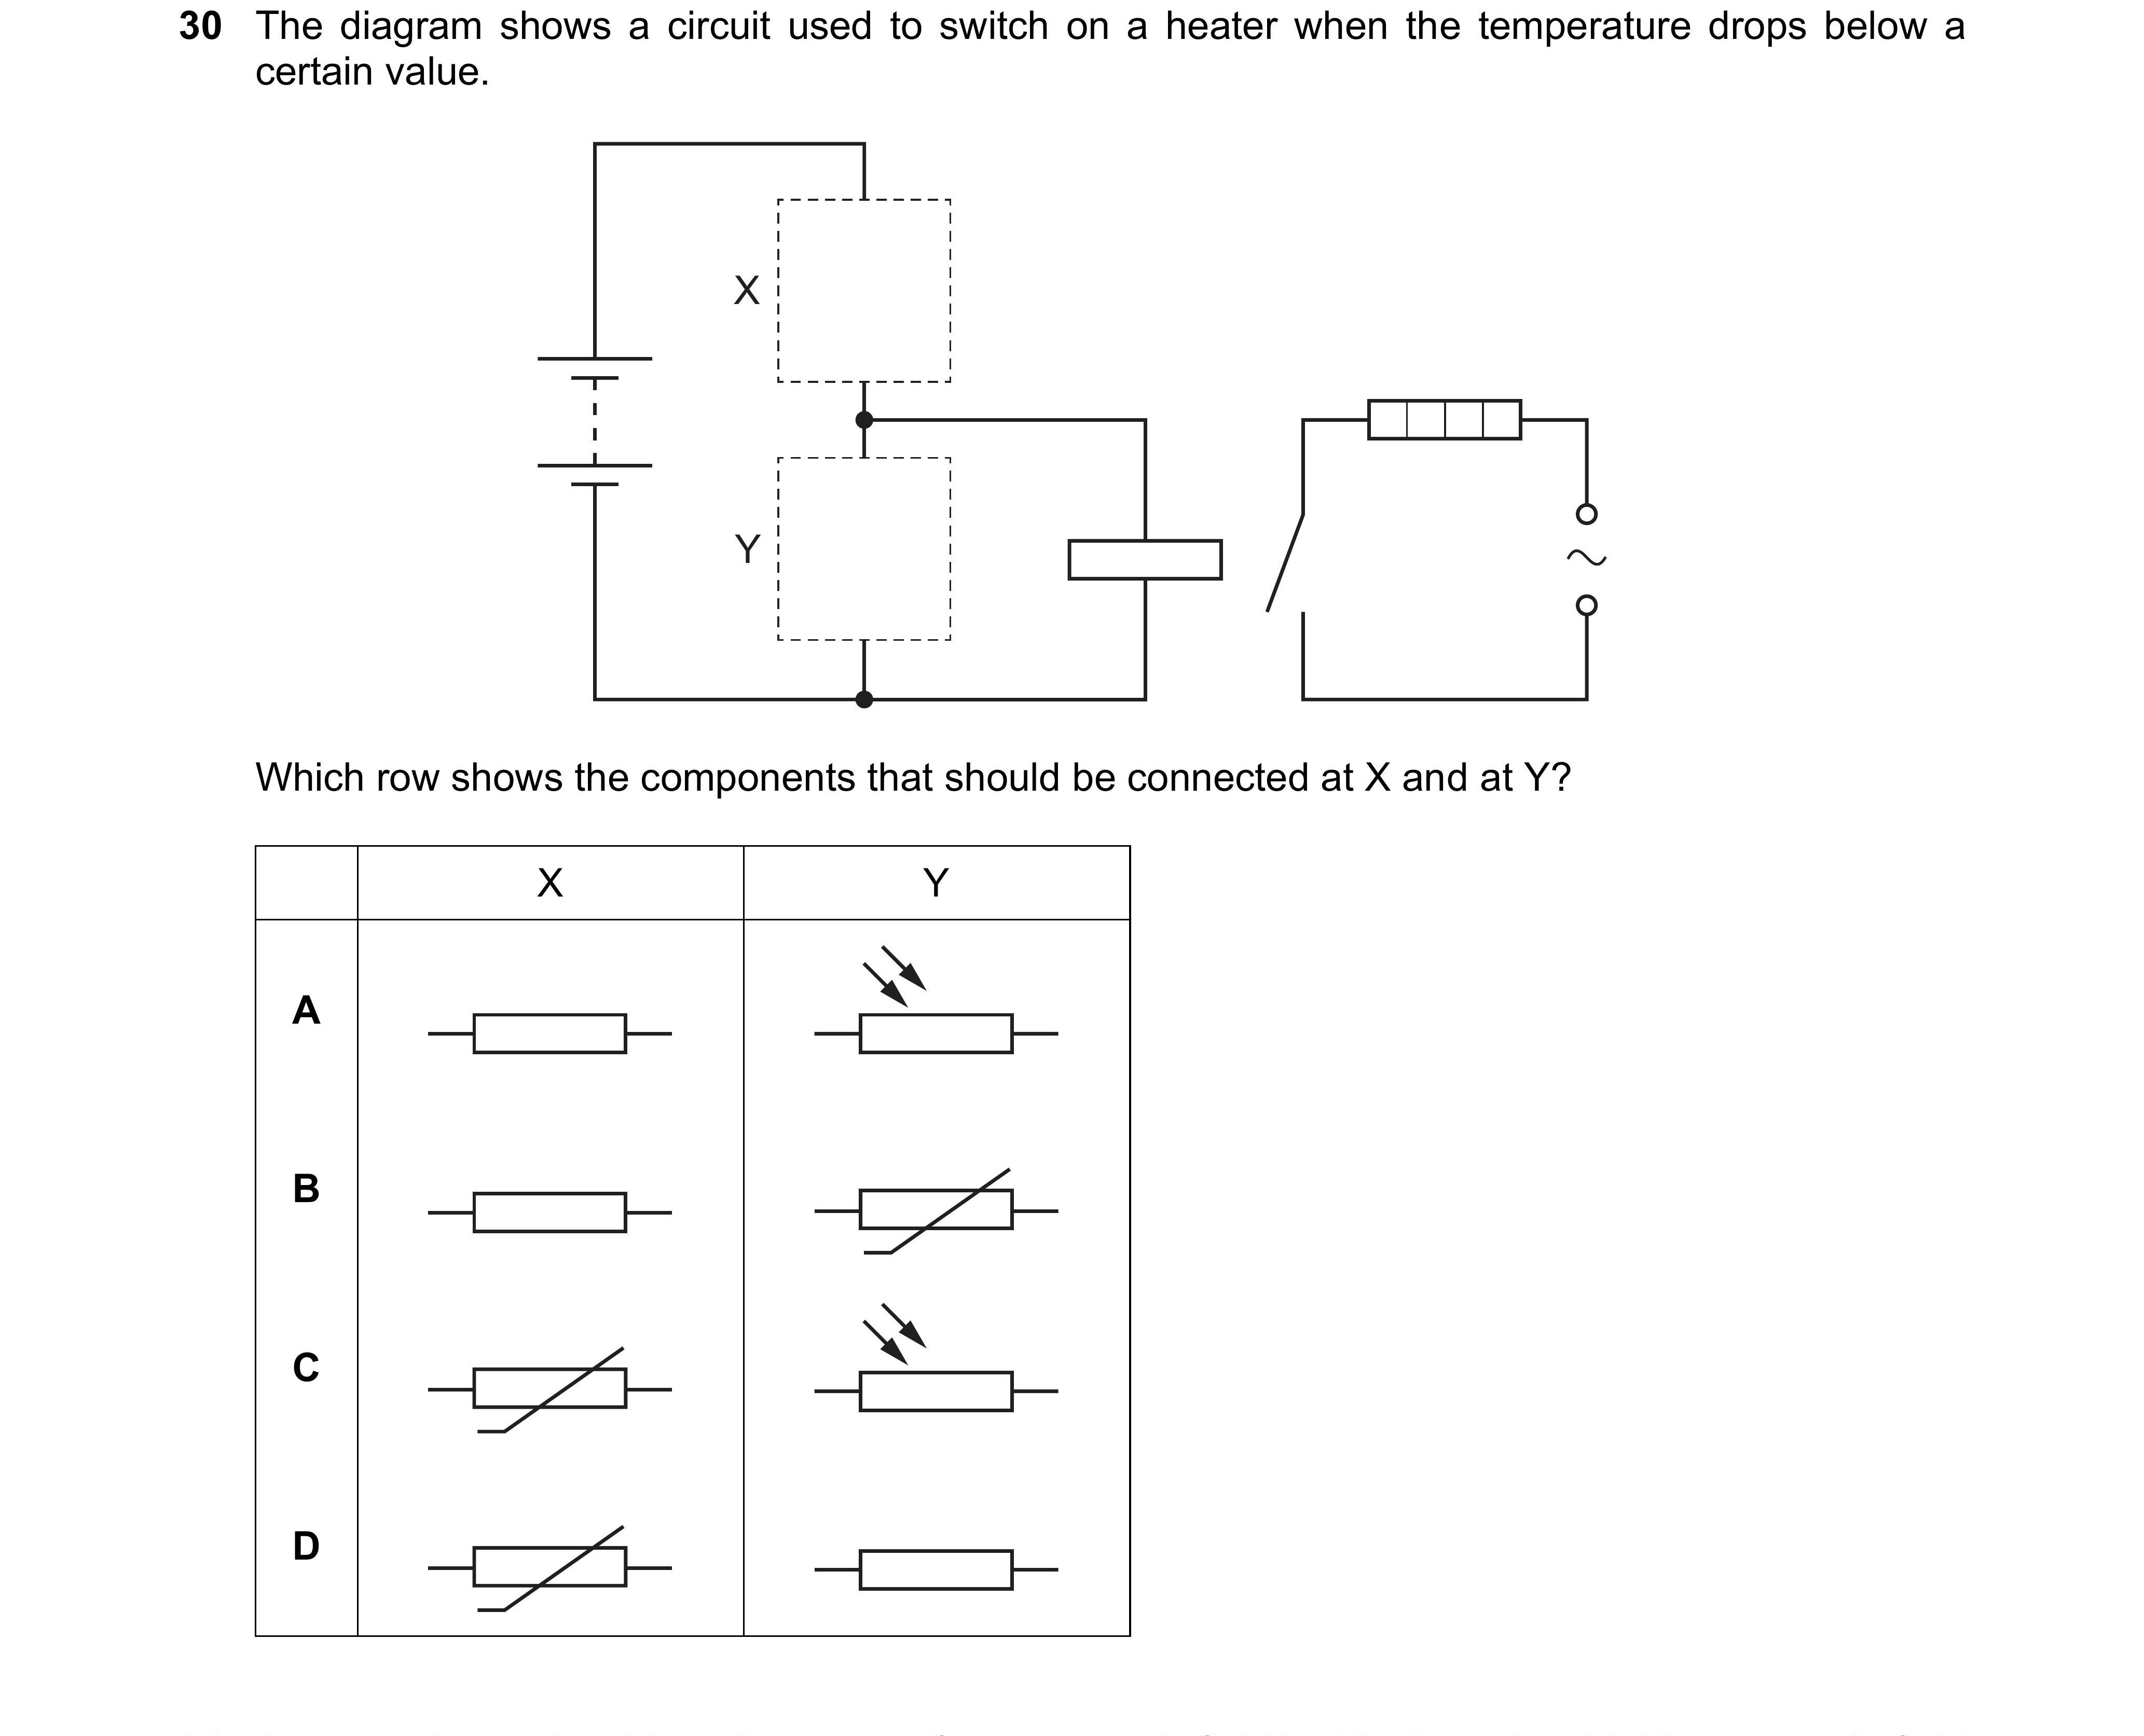 30 The diagram shows a circuit used to switch on a heater when the temperature drops below a
certain value.
X
Y
Which row shows the components that should be connected at X and at Y?
X Y
A
B
C
D